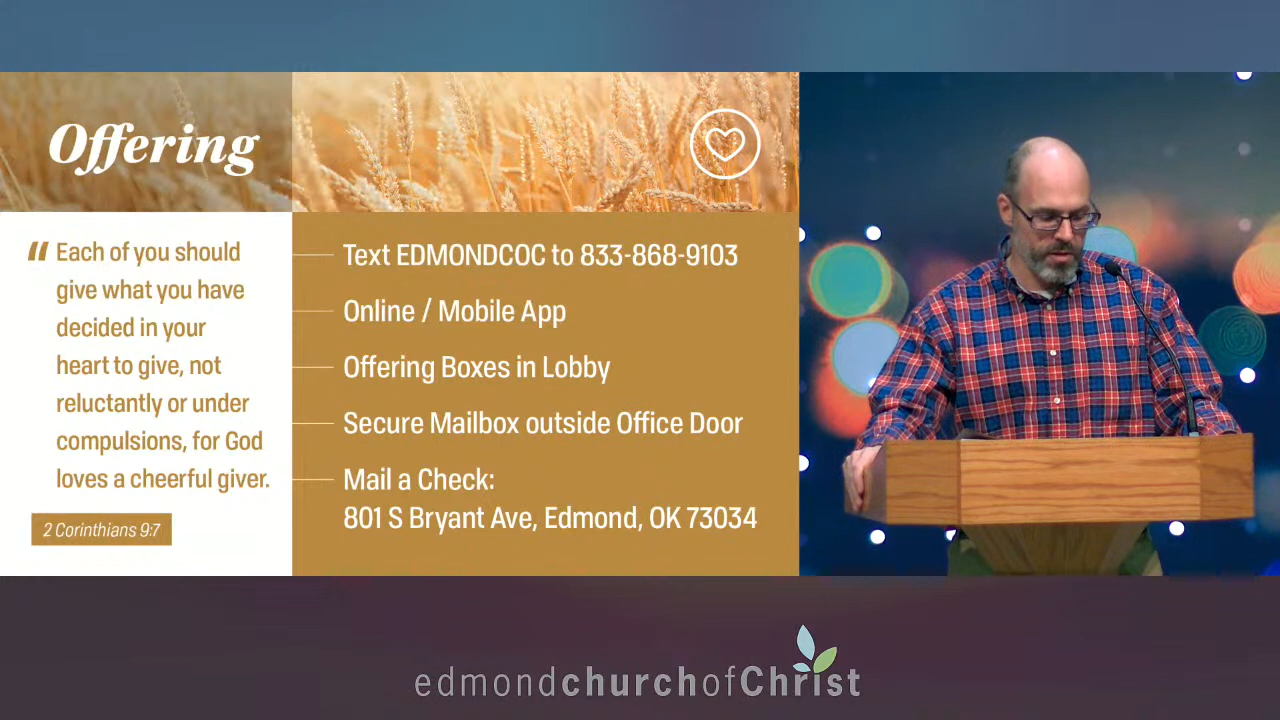 Offering
" Each of you should
give what you have
decided in your
heart to give, not
reluctantly or under
compulsions, for God
loves a cheerful giver.
2 Corinthians 9:7
Text EDMONDCOC to 833-868-9103
Online / Mobile App
Offering Boxes in Lobby
Secure Mailbox outside Office Door
Mail a Check:
801 S Bryant Ave, Edmond, OK 73034
edmondchurchofChrist